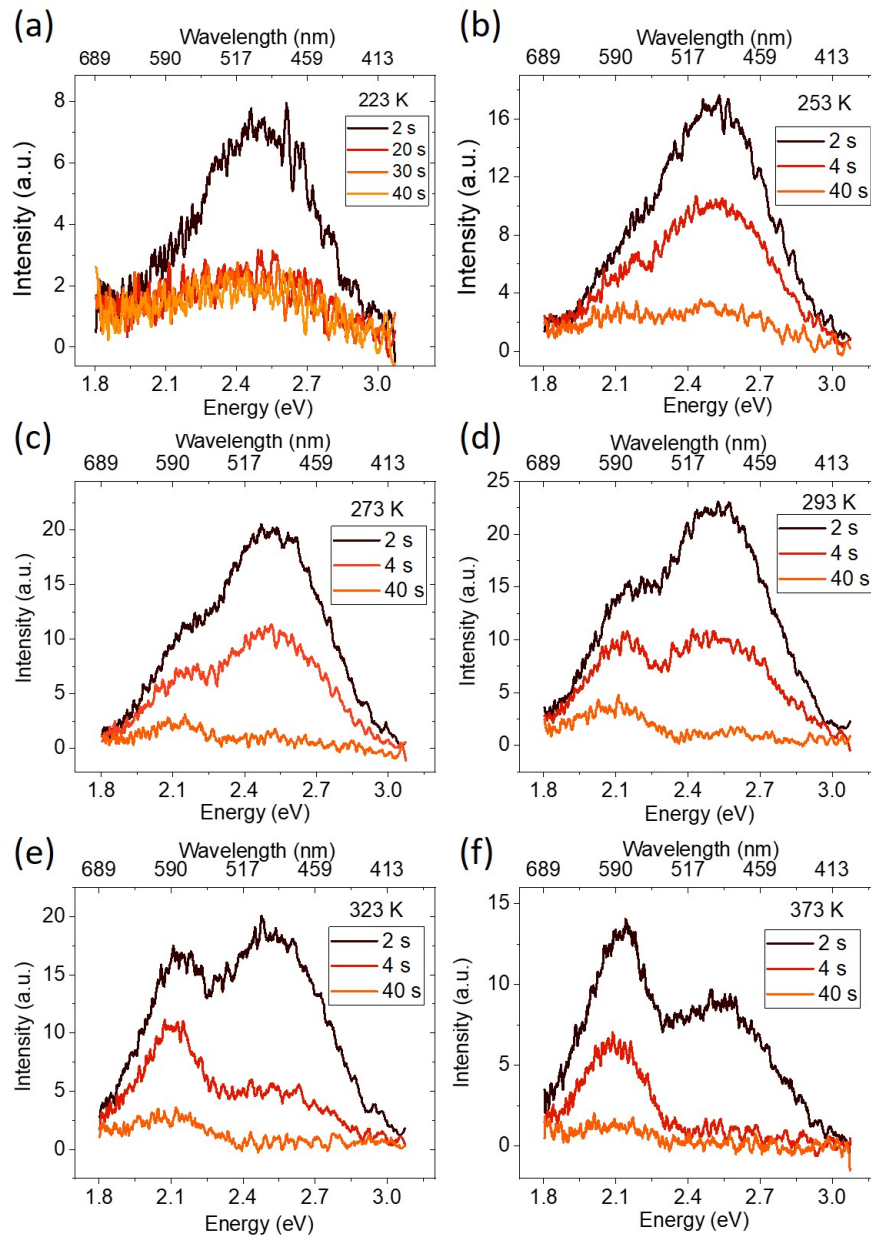 (a)
Wavelength (nm)
689 590 517 459 413
223 K
2 s
20 s
30 s
40 s
Intensity (a.u.)
8
6
4
2
0
1.8 2.1 2.4 2.7 3.0
Energy (eV)
(b)
Wavelength (nm)
689 590 517 459 413
253 K
2 s
4 s
40 s
Intensity (a.u.)
16
12
8
4
0
1.8 2.1 2.4 2.7 3.0
Energy (eV)
(c)
Wavelength (nm)
689 590 517 459 413
273 K
2 s
4 s
40 s
Intensity (a.u.)
20
15
10
5
0
1.8 2.1 2.4 2.7 3.0
Energy (eV)
(d)
Wavelength (nm)
689 590 517 459 413
293 K
2 s
4 s
40 s
Intensity (a.u.)
25
20
15
10
5
0
1.8 2.1 2.4 2.7 3.0
Energy (eV)
(e)
Wavelength (nm)
689 590 517 459 413
323 K
2 s
4 s
40 s
Intensity (a.u.)
20
15
10
5
0
1.8 2.1 2.4 2.7 3.0
Energy (eV)
(f)
Wavelength (nm)
689 590 517 459 413
373 K
2 s
4 s
40 s
Intensity (a.u.)
15
10
5
0
1.8 2.1 2.4 2.7 3.0
Energy (eV)